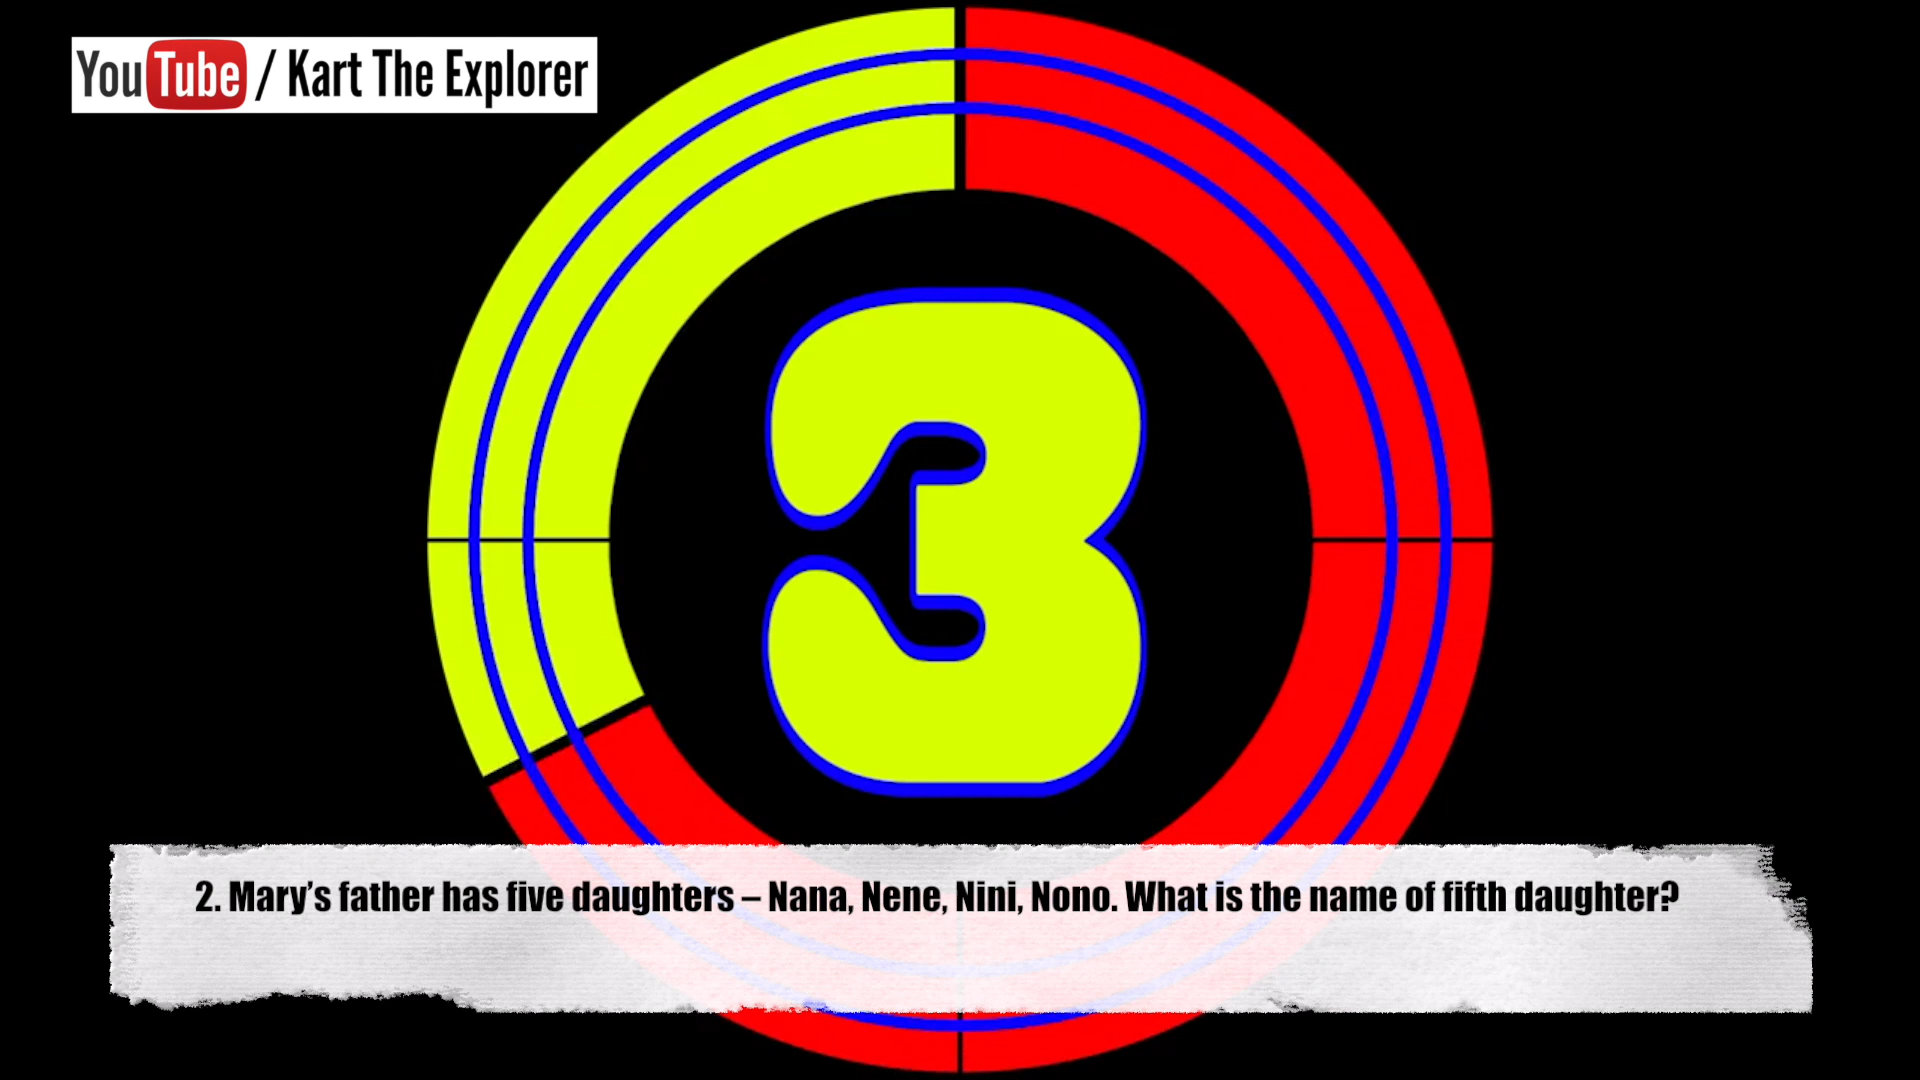 YouTube / Kart The Explorer
3
2. Mary’s father has five daughters – Nana, Nene, Nini, Nono. What is the name of fifth daughter?